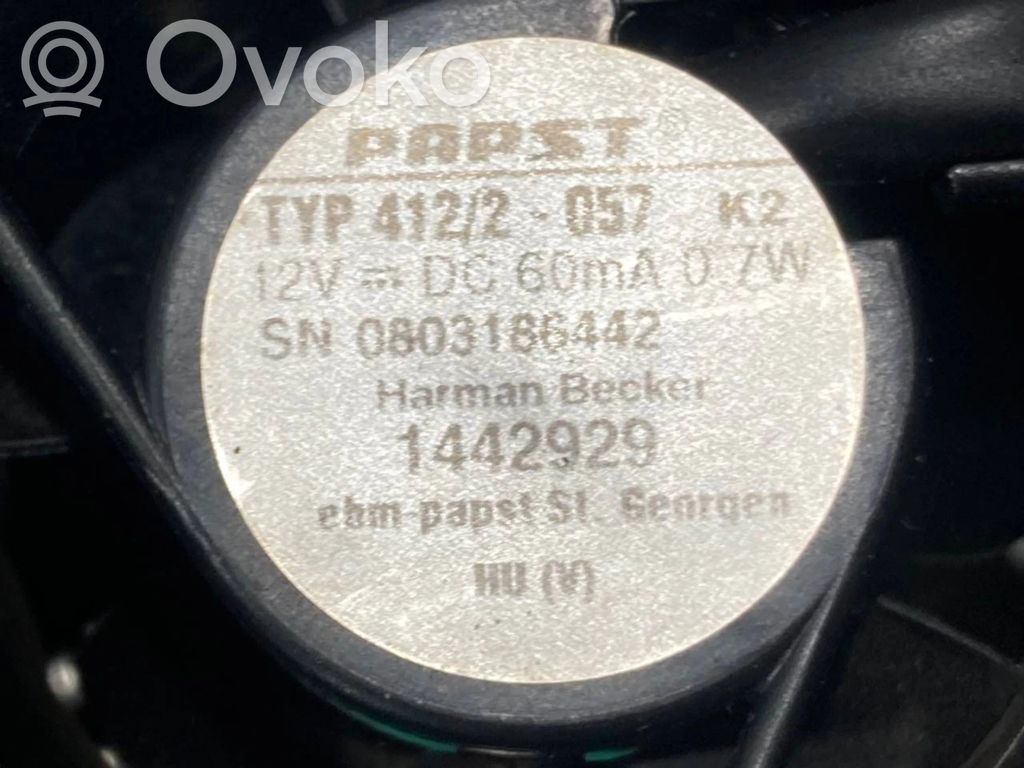 Ovoko
PAPST
TYP 412/2 - 057 K2
12V ⎓ DC 60mA 0.7W
SN 0803186442
Harman Becker
1442929
ebm-papst St. Georgen
HU (V)